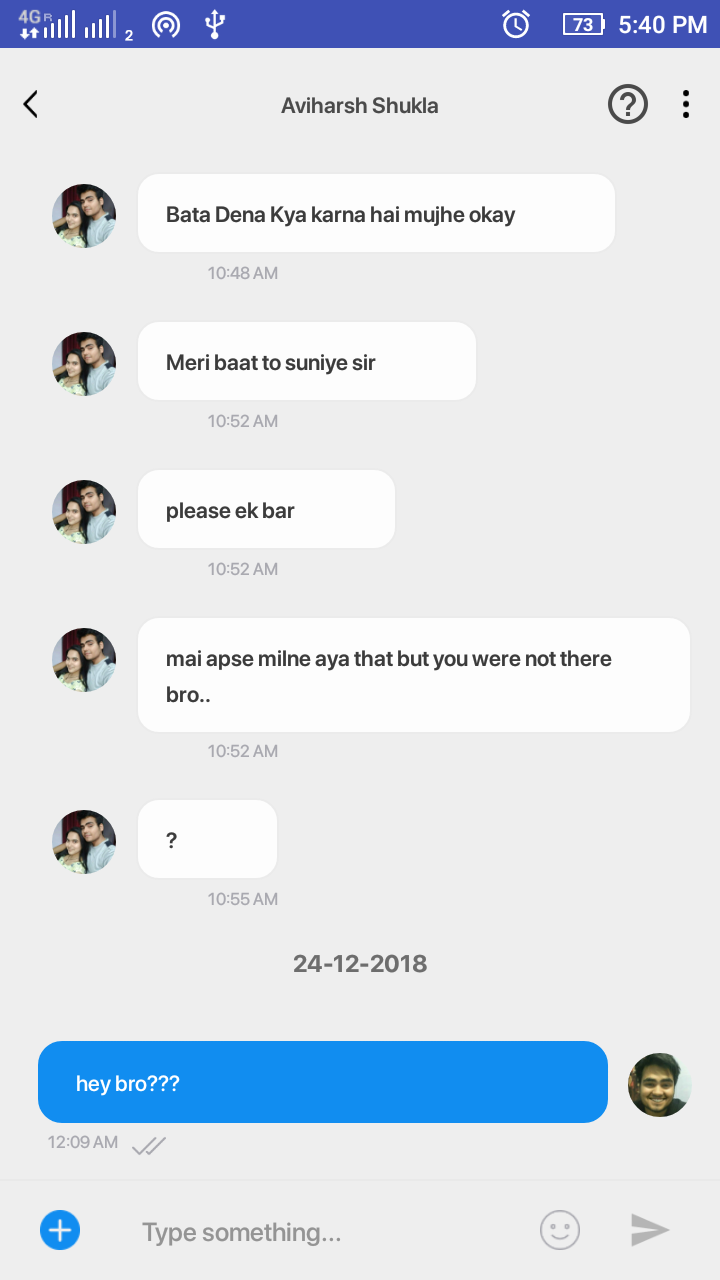 4G R 2 73 5:40 PM
Aviharsh Shukla
Bata Dena Kya karna hai mujhe okay
10:48 AM
Meri baat to suniye sir
10:52 AM
please ek bar
10:52 AM
mai apse milne aya that but you were not there
bro..
10:52 AM
?
10:55 AM
24-12-2018
hey bro???
12:09 AM
Type something...